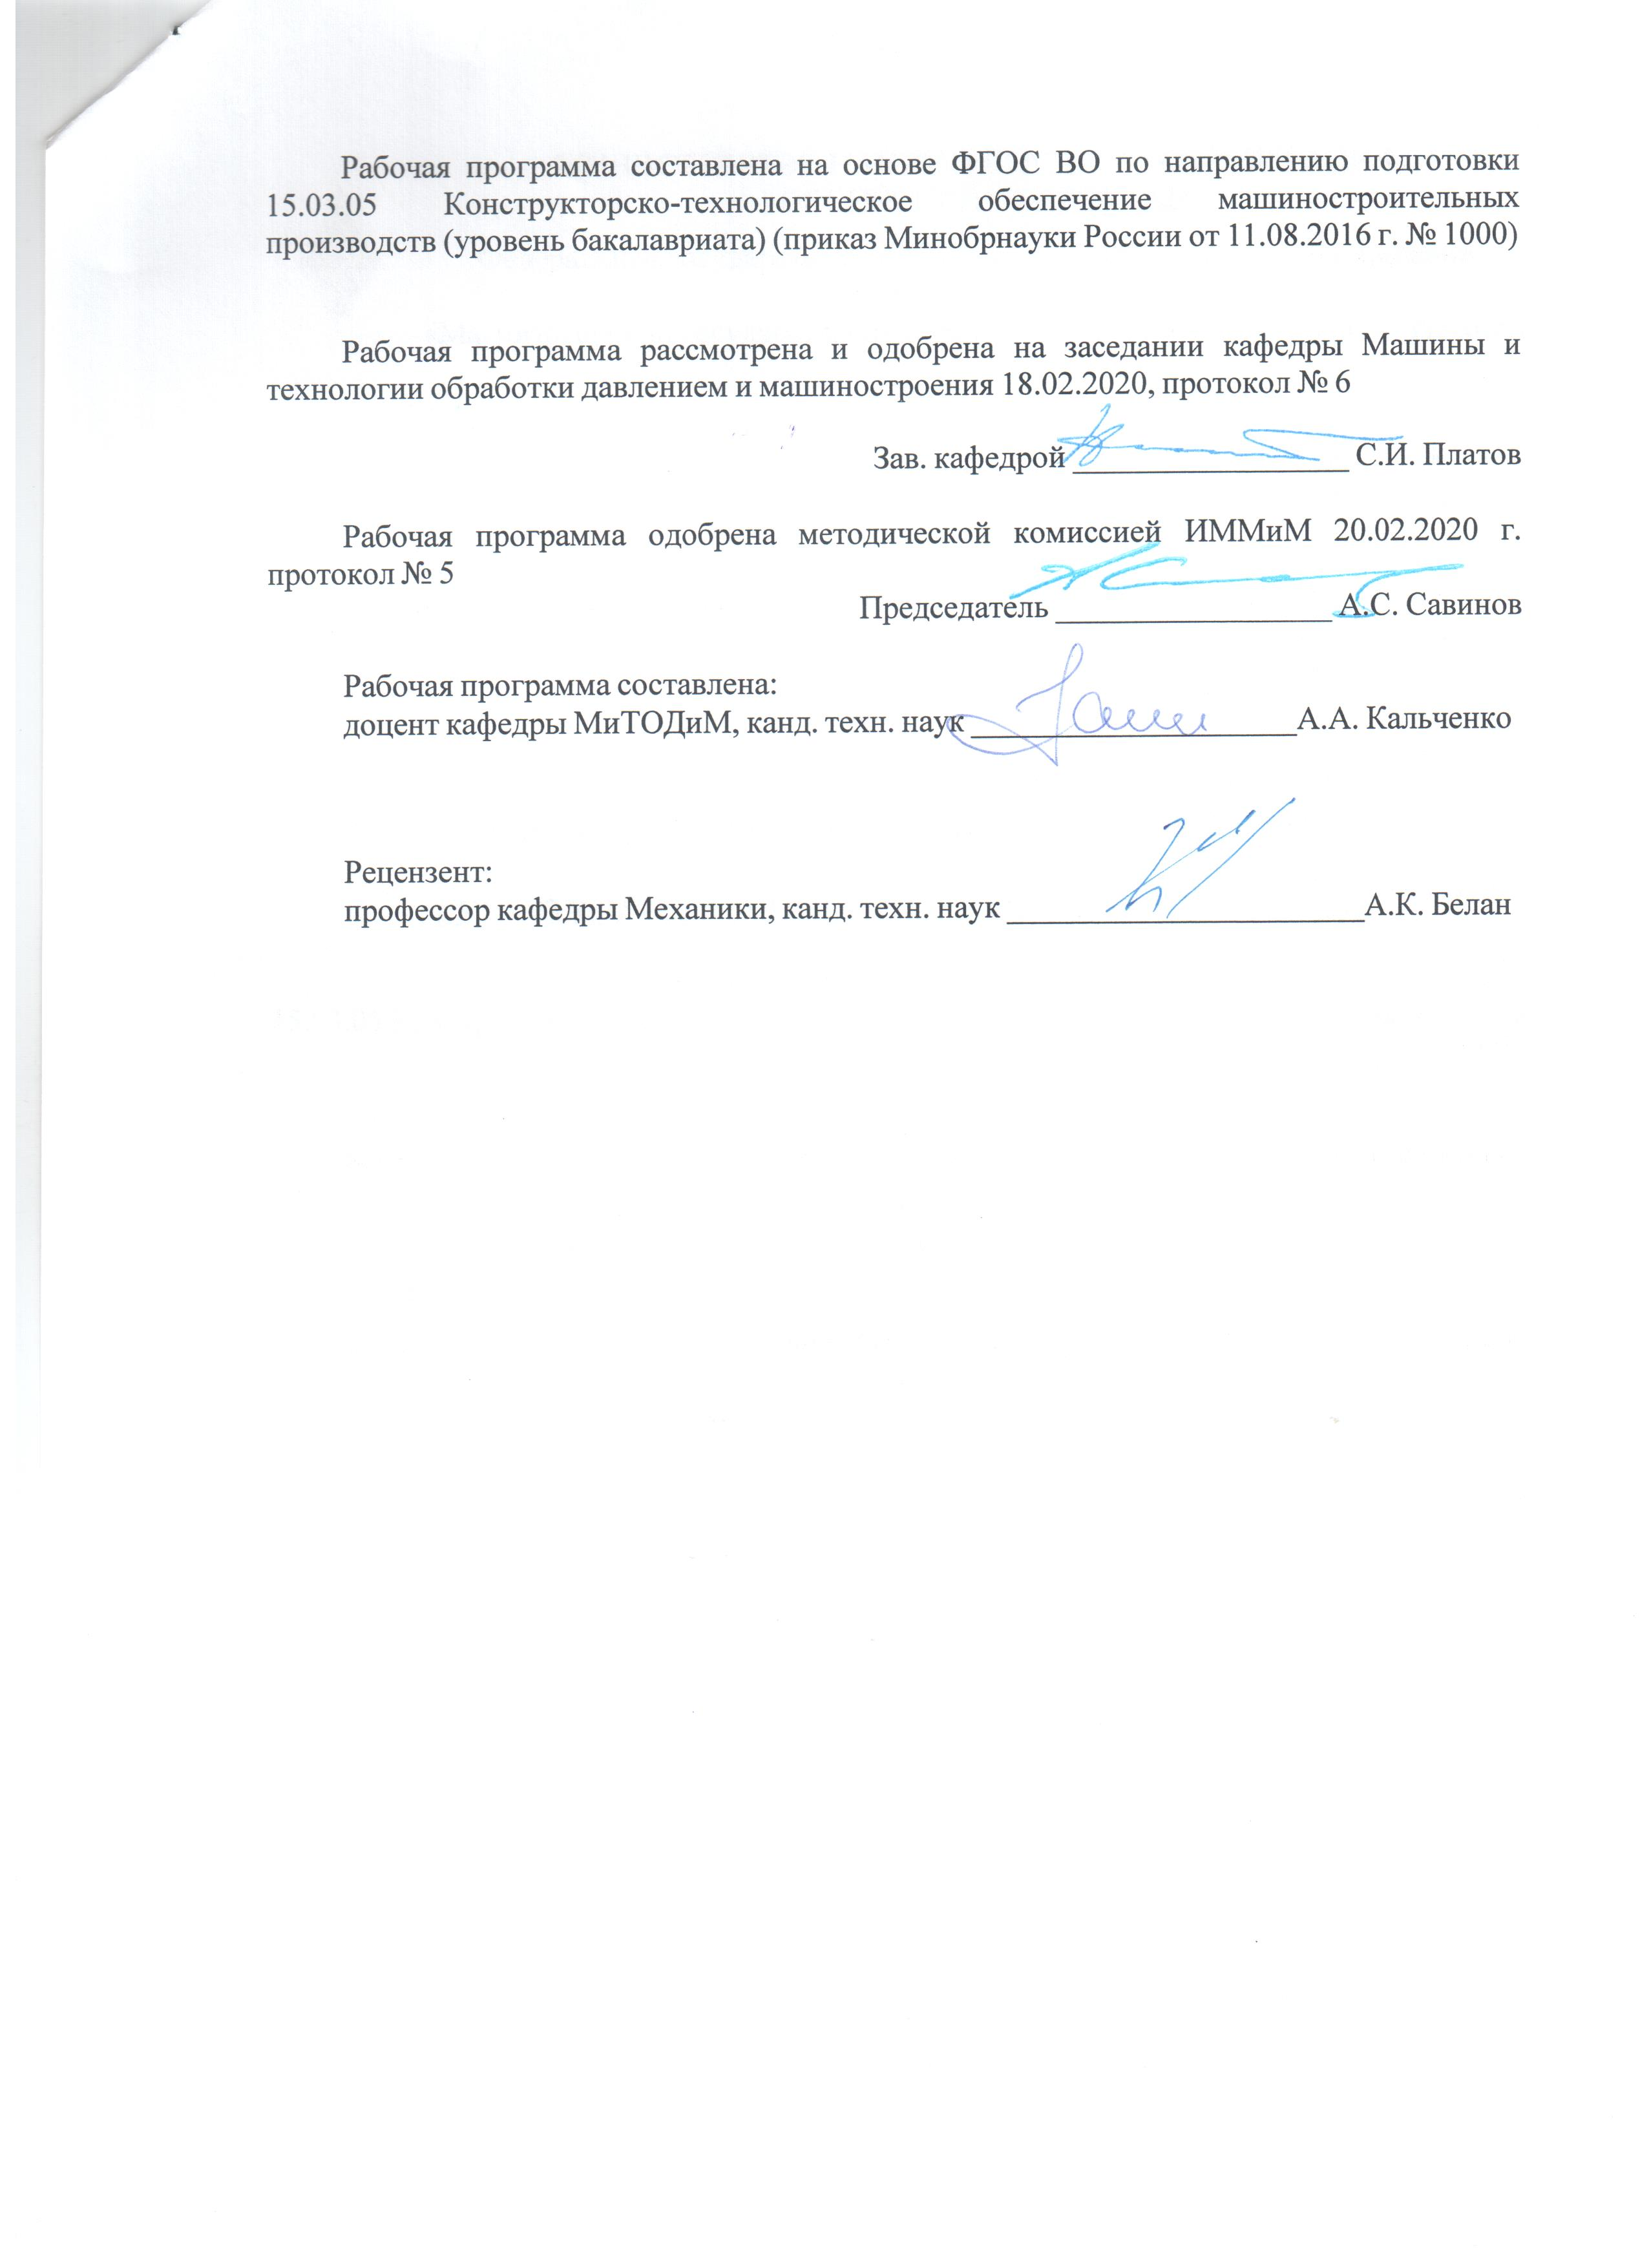 Рабочая программа составлена на основе ФГОС ВО по направлению подготовки
15.03.05 Конструкторско-технологическое обеспечение машиностроительных
производств (уровень бакалавриата) (приказ Минобрнауки России от 11.08.2016 г. № 1000)
Рабочая программа рассмотрена и одобрена на заседании кафедры Машины и
технологии обработки давлением и машиностроения 18.02.2020, протокол № 6
Зав. кафедрой ____________________ С.И. Платов
Рабочая программа одобрена методической комиссией ИММиМ 20.02.2020 г.
протокол № 5
Председатель ____________________ А.С. Савинов
Рабочая программа составлена:
доцент кафедры МиТОДиМ, канд. техн. наук ____________________А.А. Кальченко
Рецензент:
профессор кафедры Механики, канд. техн. наук ____________________А.К. Белан